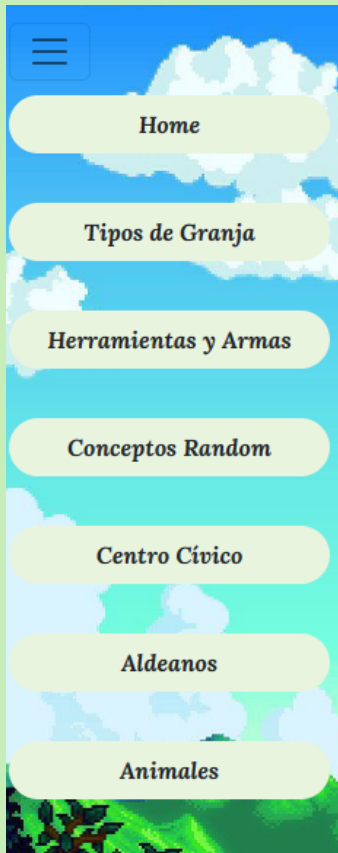 Home
Tipos de Granja
Herramientas y Armas
Conceptos Random
Centro Cívico
Aldeanos
Animales